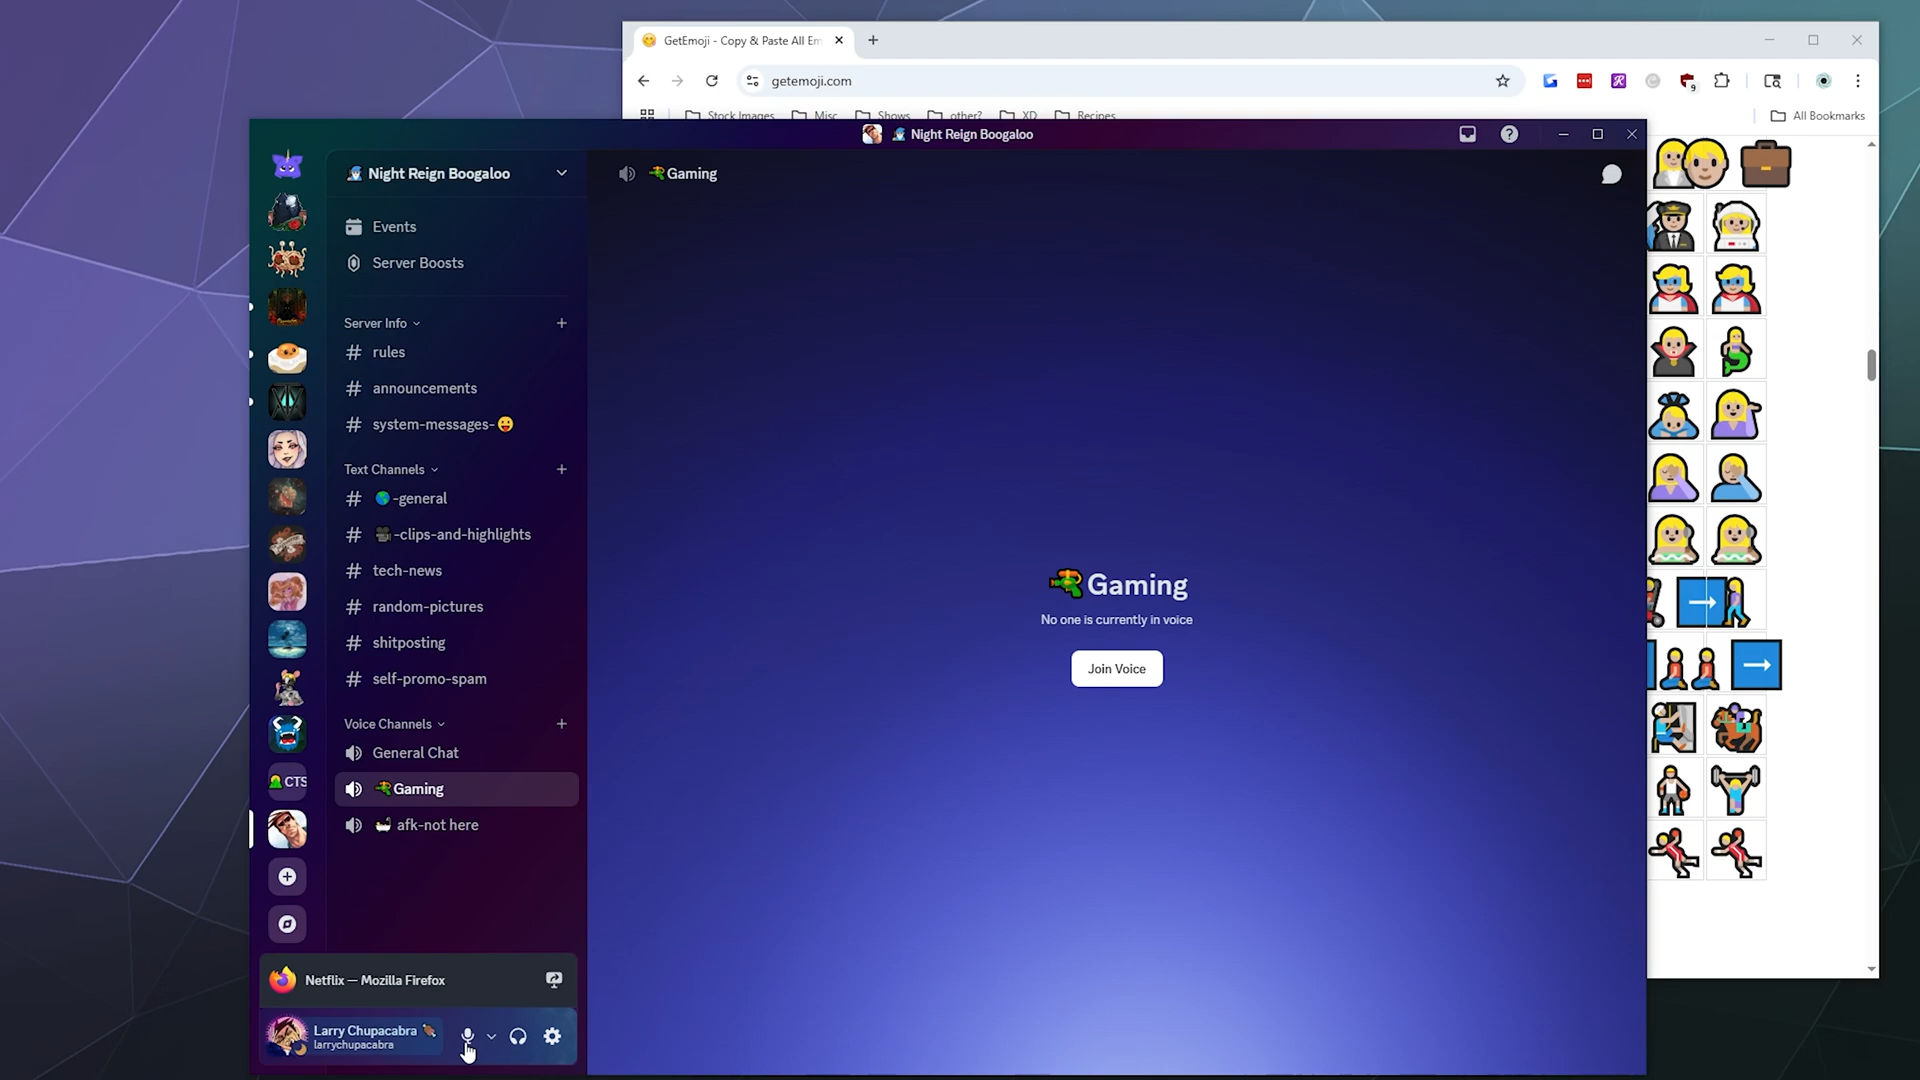 GetEmoji - Copy & Paste All Em
getemoji.com
9
Stock Images
Misc
Shows
other?
XD
Recipes
All Bookmarks
Night Reign Boogaloo
Night Reign Boogaloo
Gaming
Events
Server Boosts
Server Info
rules
announcements
system-messages-😛
Text Channels
🌎-general
🎥-clips-and-highlights
tech-news
random-pictures
shitposting
self-promo-spam
Voice Channels
General Chat
🔫Gaming
🛀 afk-not here
CTS
🔫Gaming
No one is currently in voice
Join Voice
Netflix — Mozilla Firefox
Larry Chupacabra
larrychupacabra